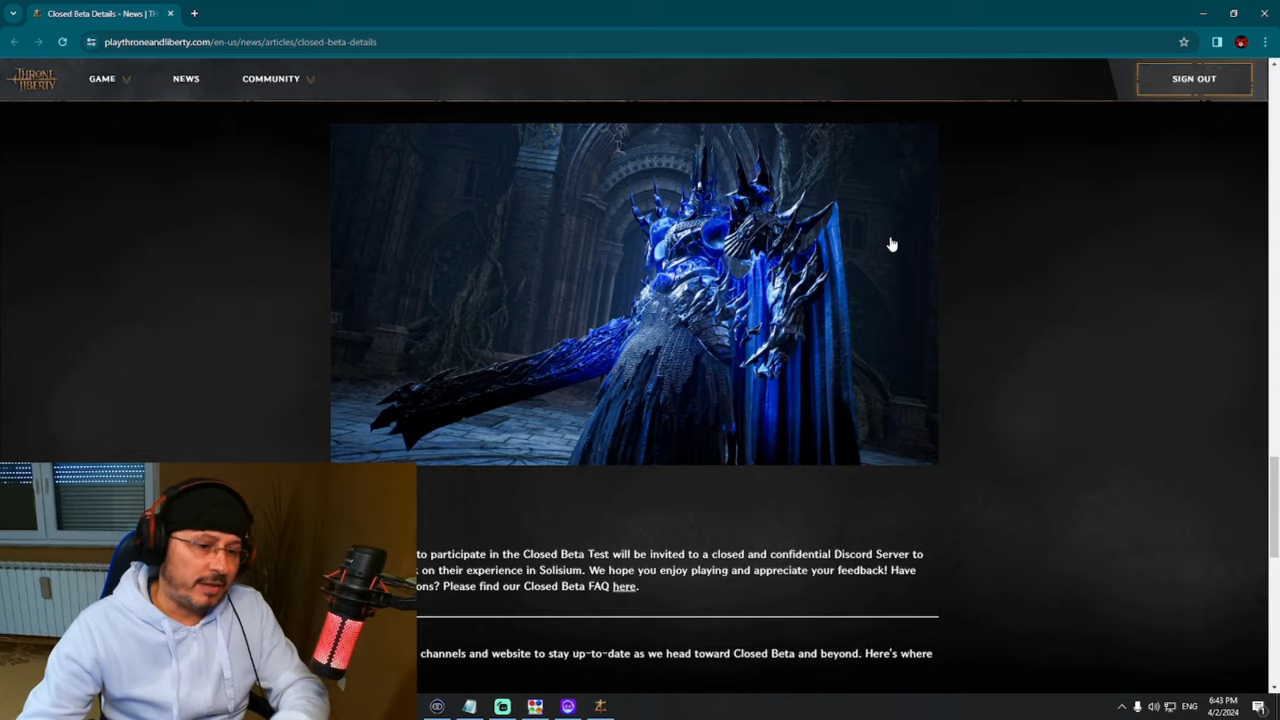 Closed Beta Details - News | TH
playthroneandliberty.com/en-us/news/articles/closed-beta-details
THRONE
LIBERTY
GAME
NEWS
COMMUNITY
SIGN OUT
to participate in the Closed Beta Test will be invited to a closed and confidential Discord Server to
on their experience in Solisium. We hope you enjoy playing and appreciate your feedback! Have
ons? Please find our Closed Beta FAQ here.
channels and website to stay up-to-date as we head toward Closed Beta and beyond. Here's where
ENG
6:43 PM
4/2/2024